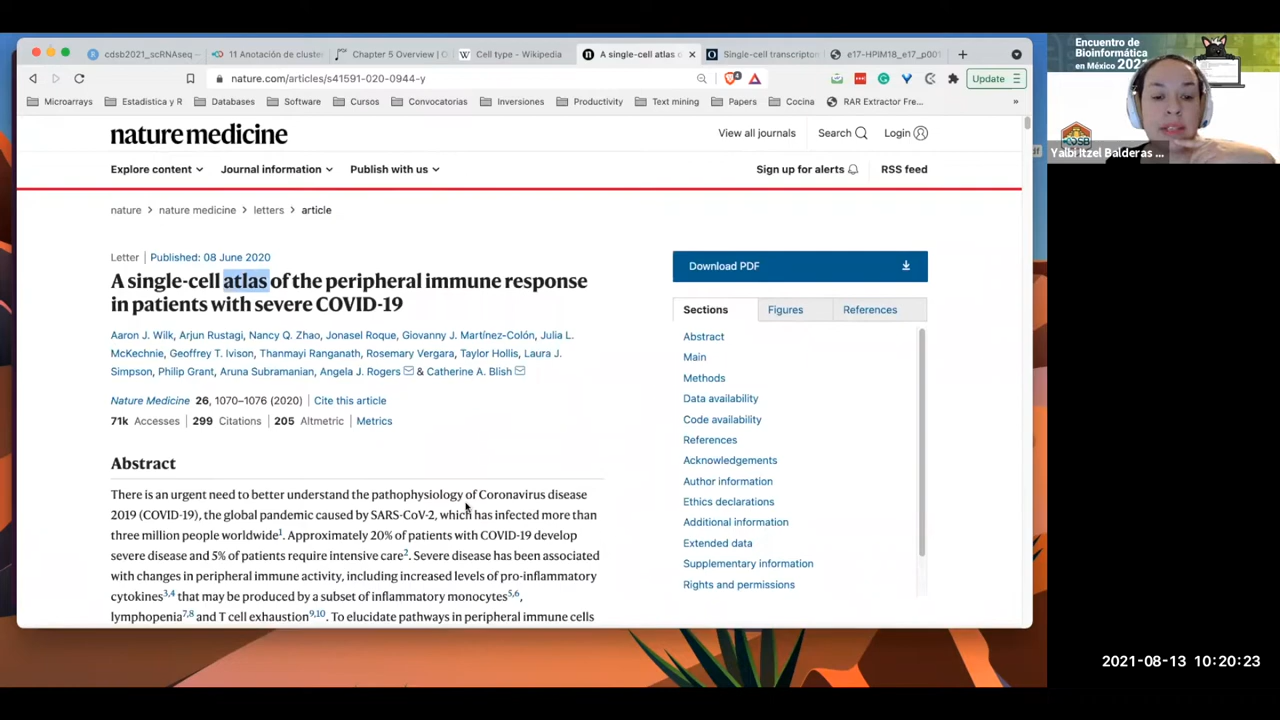 cdsb2021_scRNAseq
11 Anotación de cluster
Chapter 5 Overview | O
Cell type - Wikipedia
A single-cell atlas o
Single-cell transcripton
e17-HPIM18_e17_p001
nature.com/articles/s41591-020-0944-y
4
Update
Microarrays
Estadistica y R
Databases
Software
Cursos
Convocatorias
Inversiones
Productivity
Text mining
Papers
Cocina
RAR Extractor Fre...
»
nature medicine
View all journals
Search
Login
Explore content
Journal information
Publish with us
Sign up for alerts
RSS feed
nature > nature medicine > letters > article
Letter | Published: 08 June 2020
A single-cell atlas of the peripheral immune response
in patients with severe COVID-19
Aaron J. Wilk, Arjun Rustagi, Nancy Q. Zhao, Jonasel Roque, Giovanny J. Martínez-Colón, Julia L.
McKechnie, Geoffrey T. Ivison, Thanmayi Ranganath, Rosemary Vergara, Taylor Hollis, Laura J.
Simpson, Philip Grant, Aruna Subramanian, Angela J. Rogers & Catherine A. Blish
Nature Medicine 26, 1070–1076 (2020) | Cite this article
71k Accesses | 299 Citations | 205 Altmetric | Metrics
Abstract
There is an urgent need to better understand the pathophysiology of Coronavirus disease
2019 (COVID-19), the global pandemic caused by SARS-CoV-2, which has infected more than
three million people worldwide1. Approximately 20% of patients with COVID-19 develop
severe disease and 5% of patients require intensive care2. Severe disease has been associated
with changes in peripheral immune activity, including increased levels of pro-inflammatory
cytokines3,4 that may be produced by a subset of inflammatory monocytes5,6,
lymphopenia7,8 and T cell exhaustion9,10. To elucidate pathways in peripheral immune cells
Download PDF
Sections
Figures
References
Abstract
Main
Methods
Data availability
Code availability
References
Acknowledgements
Author information
Ethics declarations
Additional information
Extended data
Supplementary information
Rights and permissions
Encuentro de
Bioinformática
en México 2021
CDSB
Yalbi Itzel Balderas ...
2021-08-13 10:20:23